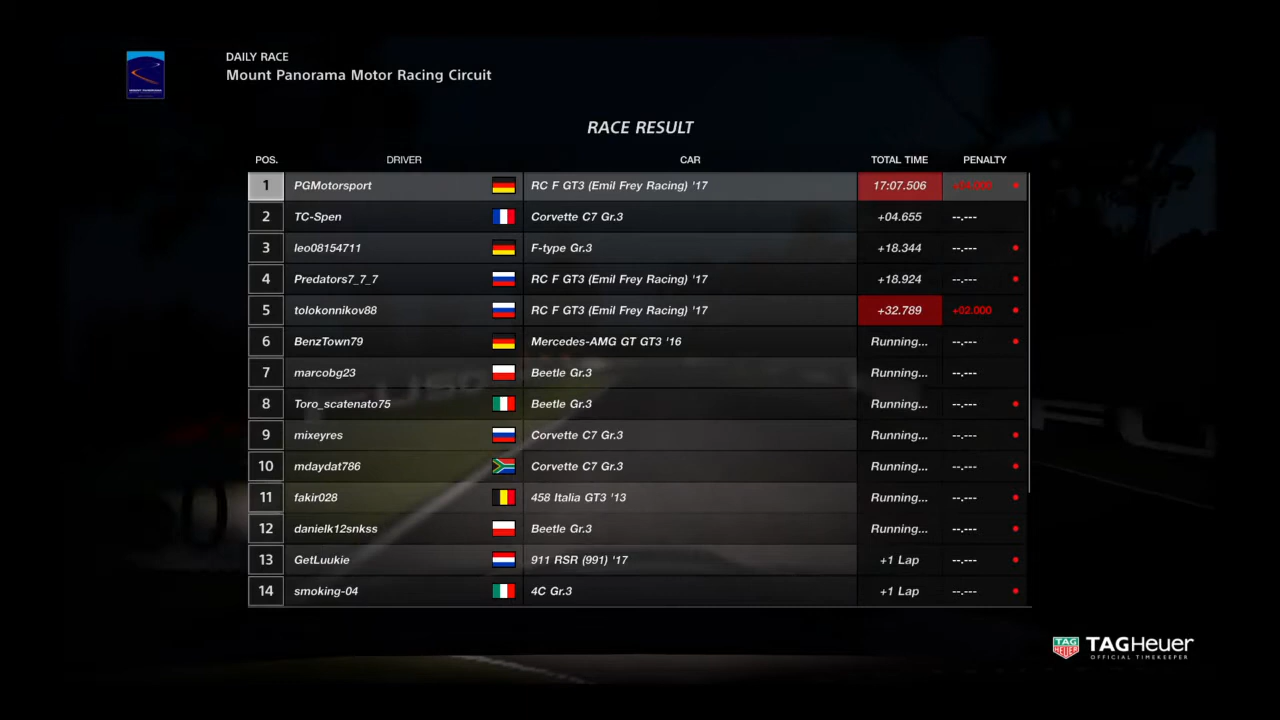 DAILY RACE
Mount Panorama Motor Racing Circuit
RACE RESULT
POS. DRIVER CAR TOTAL TIME PENALTY
1 PGMotorsport RC F GT3 (Emil Frey Racing) '17 17:07.506 +14.000
2 TC-Spen Corvette C7 Gr.3 +04.655 --.---
3 leo08154711 F-type Gr.3 +18.344 --.---
4 Predators7_7_7 RC F GT3 (Emil Frey Racing) '17 +18.924 --.---
5 tolokonnikov88 RC F GT3 (Emil Frey Racing) '17 +32.789 +02.000
6 BenzTown79 Mercedes-AMG GT GT3 '16 Running... --.---
7 marcobg23 Beetle Gr.3 Running... --.---
8 Toro_scatenato75 Beetle Gr.3 Running... --.---
9 mixeyres Corvette C7 Gr.3 Running... --.---
10 mdaydat786 Corvette C7 Gr.3 Running... --.---
11 fakir028 458 Italia GT3 '13 Running... --.---
12 danielk12snkss Beetle Gr.3 Running... --.---
13 GetLuukie 911 RSR (991) '17 +1 Lap --.---
14 smoking-04 4C Gr.3 +1 Lap --.---
TAG HEUER TAGHeuer
OFFICIAL TIMEKEEPER